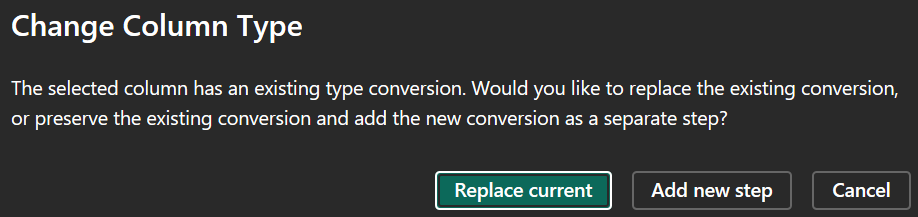 Change Column Type
The selected column has an existing type conversion. Would you like to replace the existing conversion,
or preserve the existing conversion and add the new conversion as a separate step?
Replace current Add new step Cancel